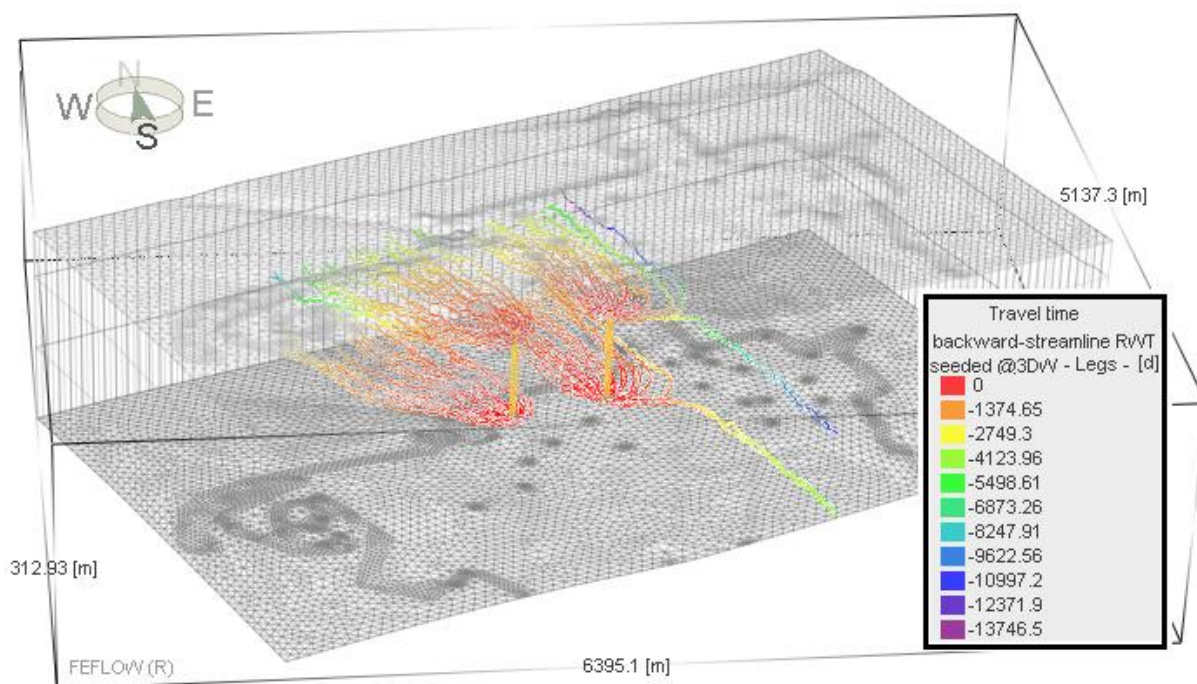 N
W E
S
5137.3 [m]
Travel time
backward-streamline RWT
seeded @3DW - Legs - [d]
0
-1374.65
-2749.3
-4123.96
-5498.61
-6873.26
-8247.91
-9622.56
-10997.2
-12371.9
-13746.5
312.93 [m]
FEFLOW (R)
6395.1 [m]